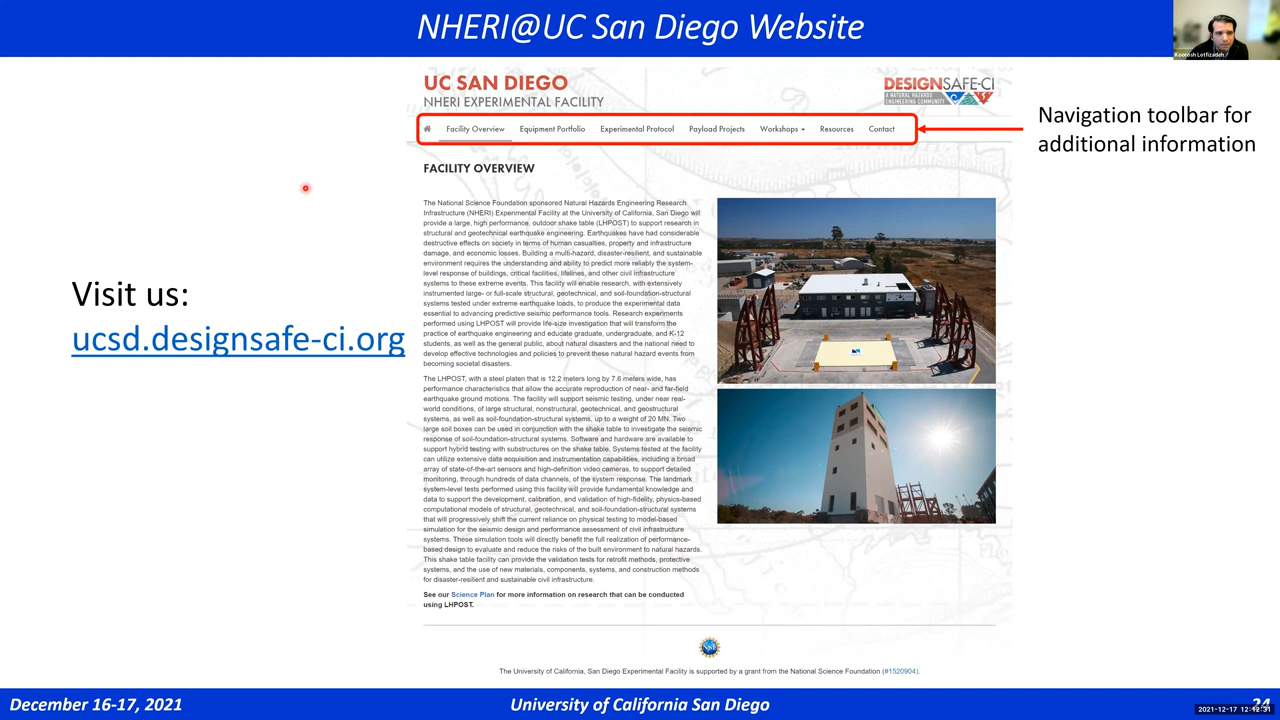 NHERI@UC San Diego Website
Koorosh Lotfizadeh
UC SAN DIEGO
NHERI EXPERIMENTAL FACILITY
DESIGNSAFE-CI
A NATURAL HAZARDS
ENGINEERING COMMUNITY
Facility Overview Equipment Portfolio Experimental Protocol Payload Projects Workshops Resources Contact
Navigation toolbar for
additional information
FACILITY OVERVIEW
The National Science Foundation sponsored Natural Hazards Engineering Research
Infrastructure (NHERI) Experimental Facility at the University of California, San Diego will
provide a large, high performance, outdoor shake table (LHPOST) to support research in
structural and geotechnical earthquake engineering. Earthquakes have had considerable
destructive effects on society in terms of human casualties, property and infrastructure
damage, and economic losses. Building a multi-hazard, disaster-resilient, and sustainable
environment requires the understanding and ability to predict more reliably the system-
level response of buildings, critical facilities, lifelines, and other civil infrastructure
systems to these extreme events. This facility will enable research, with extensively
instrumented large- or full-scale structural, geotechnical, and soil-foundation-structural
systems tested under extreme earthquake loads, to produce the experimental data
essential to advancing predictive seismic performance tools. Research experiments
performed using LHPOST will provide life-size investigation that will transform the
practice of earthquake engineering and educate graduate, undergraduate, and K-12
students, as well as the general public, about natural disasters and the national need to
develop effective technologies and policies to prevent these natural hazard events from
becoming societal disasters.
Visit us:
ucsd.designsafe-ci.org
The LHPOST, with a steel platen that is 12.2 meters long by 7.6 meters wide, has
performance characteristics that allow the accurate reproduction of near- and far-field
earthquake ground motions. The facility will support seismic testing, under near real-
world conditions, of large structural, nonstructural, geotechnical, and geostructural
systems, as well as soil-foundation-structural systems, up to a weight of 20 MN. Two
large soil boxes can be used in conjunction with the shake table to investigate the seismic
response of soil-foundation-structural systems. Software and hardware are available to
support hybrid testing with substructures on the shake table. Systems tested at the facility
can utilize extensive data acquisition and instrumentation capabilities, including a broad
array of state-of-the-art sensors and high-definition video cameras, to support detailed
monitoring, through hundreds of data channels, of the system response. The landmark
system-level tests performed using this facility will provide fundamental knowledge and
data to support the development, calibration, and validation of high-fidelity, physics-based
computational models of structural, geotechnical, and soil-foundation-structural systems
that will progressively shift the current reliance on physical testing to model-based
simulation for the seismic design and performance assessment of civil infrastructure
systems. These simulation tools will directly benefit the full realization of performance-
based design to evaluate and reduce the risks of the built environment to natural hazards.
This shake table facility can provide the validation tests for retrofit methods, protective
systems, and the use of new materials, components, systems, and construction methods
for disaster-resilient and sustainable civil infrastructure.
See our Science Plan for more information on research that can be conducted
using LHPOST.
NSF
The University of California, San Diego Experimental Facility is supported by a grant from the National Science Foundation (#1520904).
December 16-17, 2021
University of California San Diego
24
2021-12-17 12:12:31